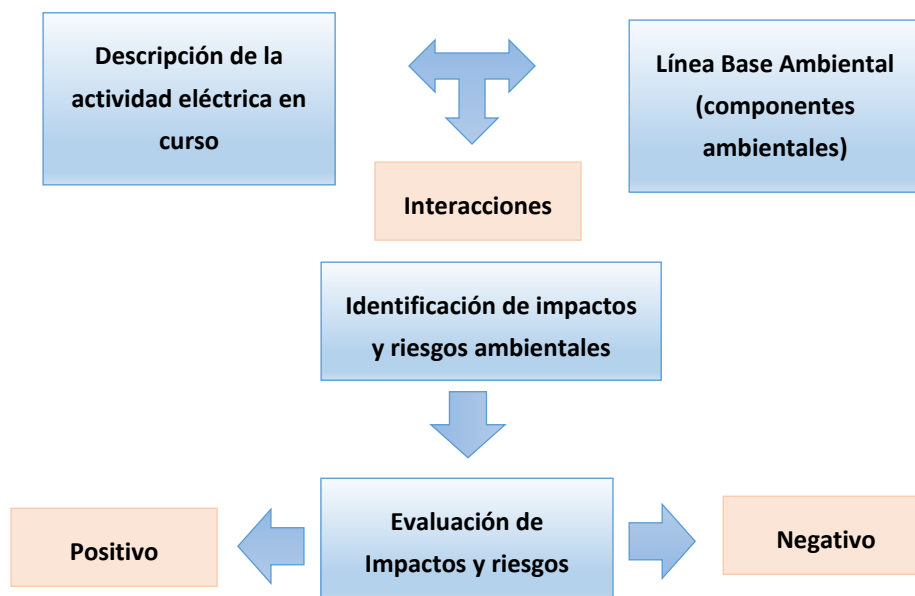 Descripción de la
actividad eléctrica en
curso
Línea Base Ambiental
(componentes
ambientales)
Interacciones
Identificación de impactos
y riesgos ambientales
Positivo
Evaluación de
Impactos y riesgos
Negativo